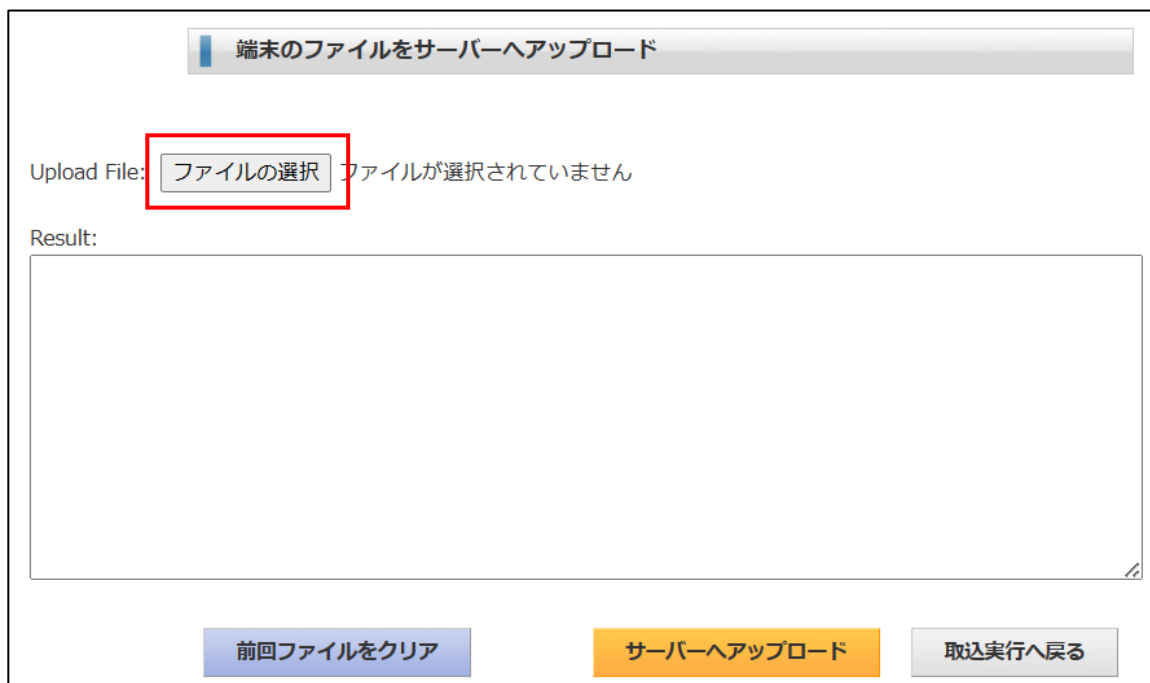 端末のファイルをサーバーへアップロード
Upload File: ファイルの選択 ファイルが選択されていません
Result:
前回ファイルをクリア サーバーへアップロード 取込実行へ戻る